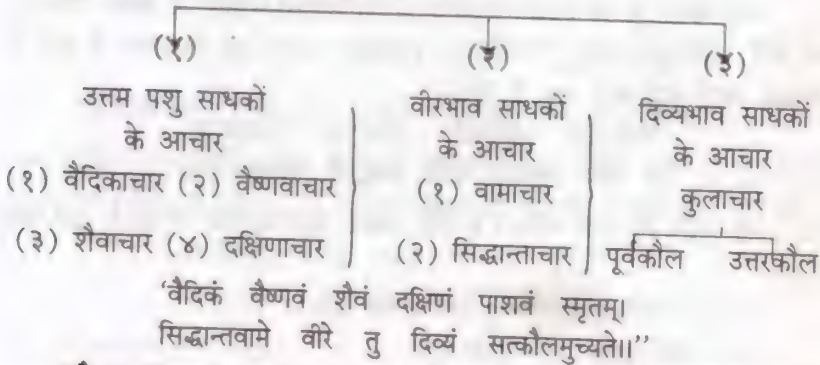 (१) (२) (३)
उत्तम पशु साधकों वीरभाव साधकों दिव्यभाव साधकों
के आचार के आचार के आचार
(१) वैदिकाचार (२) वैष्णवाचार (१) वामाचार कुलाचार
(३) शैवाचार (४) दक्षिणाचार (२) सिद्धान्ताचार पूर्वकौल उत्तरकौल
'वैदिकं वैष्णवं शैवं दक्षिणं पाशवं स्मृतम्।
सिद्धान्तवामे वीरे तु दिव्यं सत्कौलमुच्यते।।''